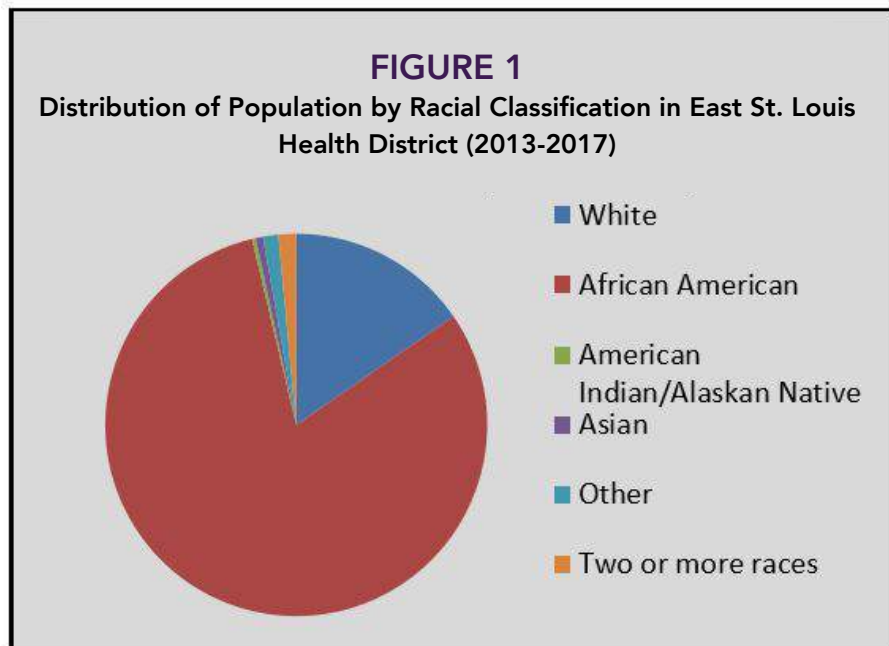 FIGURE 1
Distribution of Population by Racial Classification in East St. Louis
Health District (2013-2017)
White
African American
American
Indian/Alaskan Native
Asian
Other
Two or more races